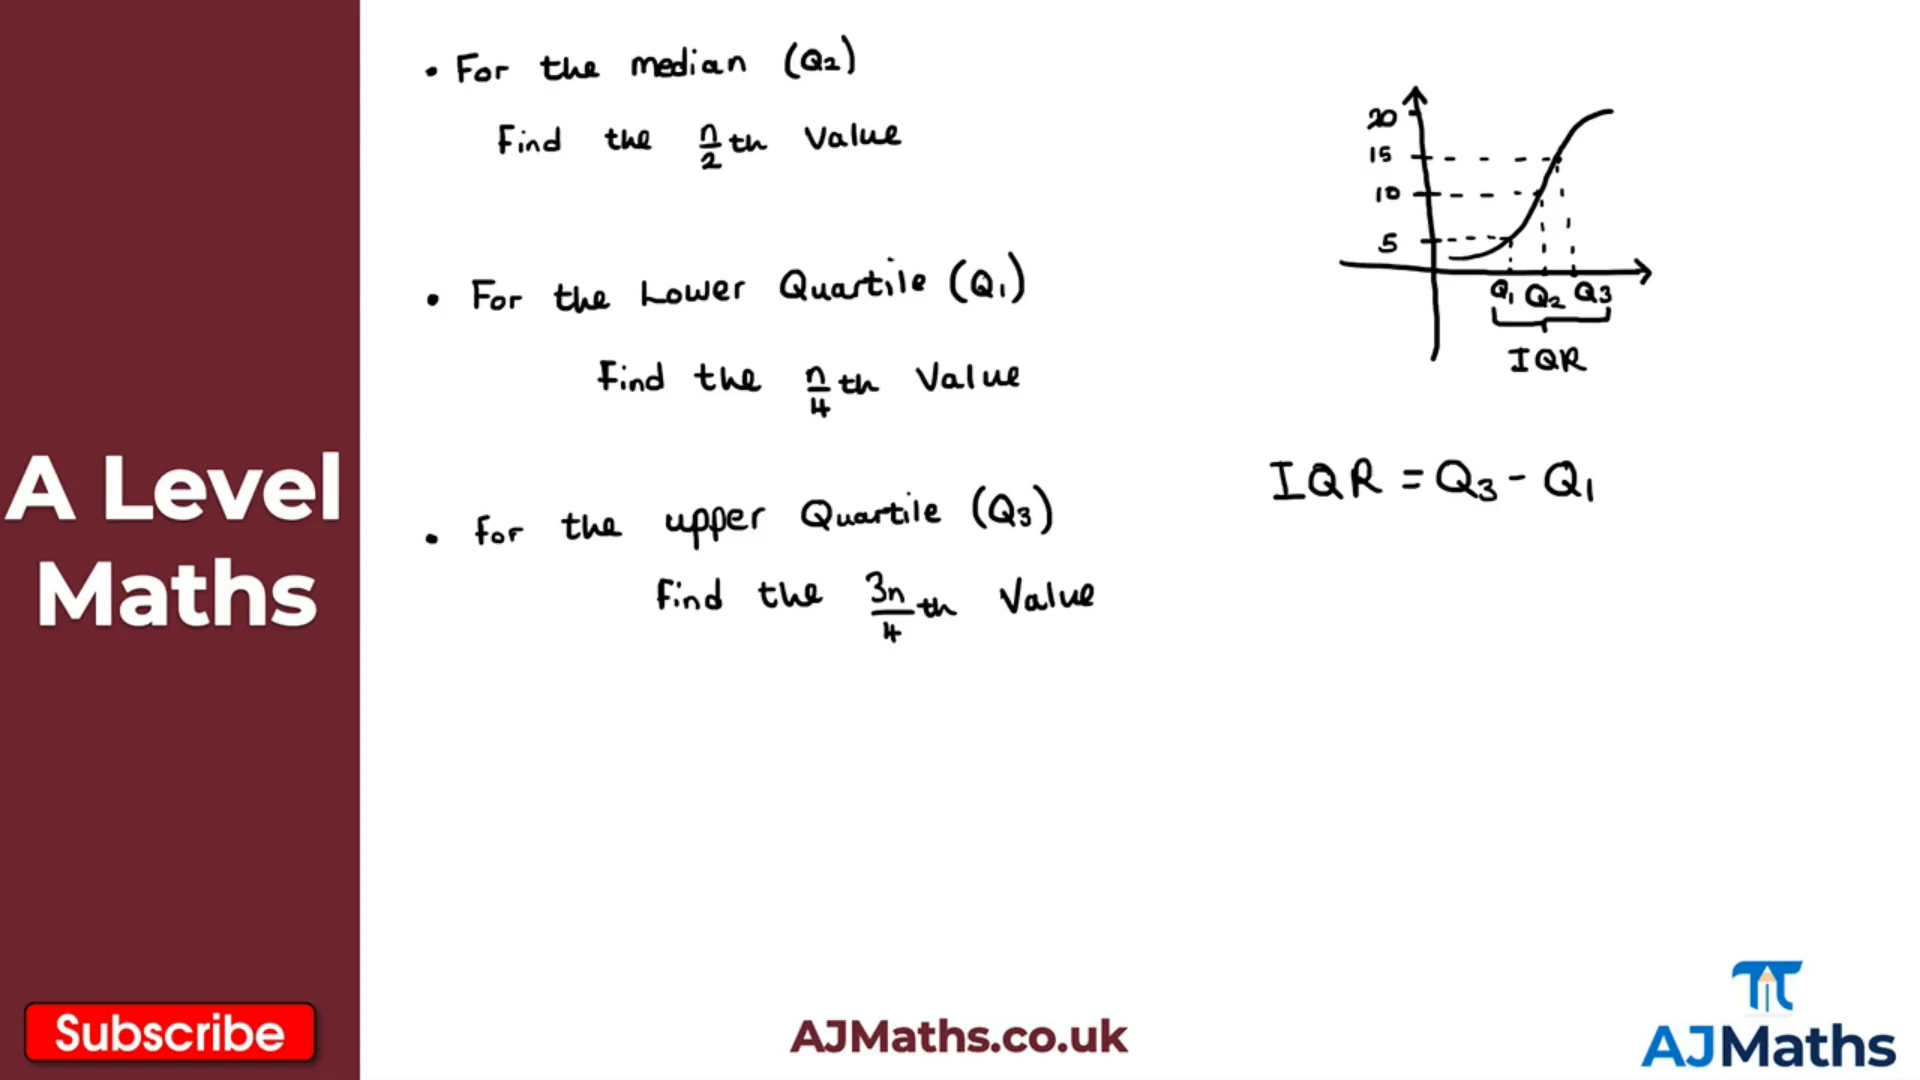 • For the median (Q2)
Find the n/2 th Value
• For the Lower Quartile (Q1)
Find the n/4 th Value
• for the upper Quartile (Q3)
Find the 3n/4 th Value
20
15
10
5
Q1 Q2 Q3
IQR
IQR = Q3 - Q1
A Level
Maths
Subscribe
AJMaths.co.uk
AJMaths